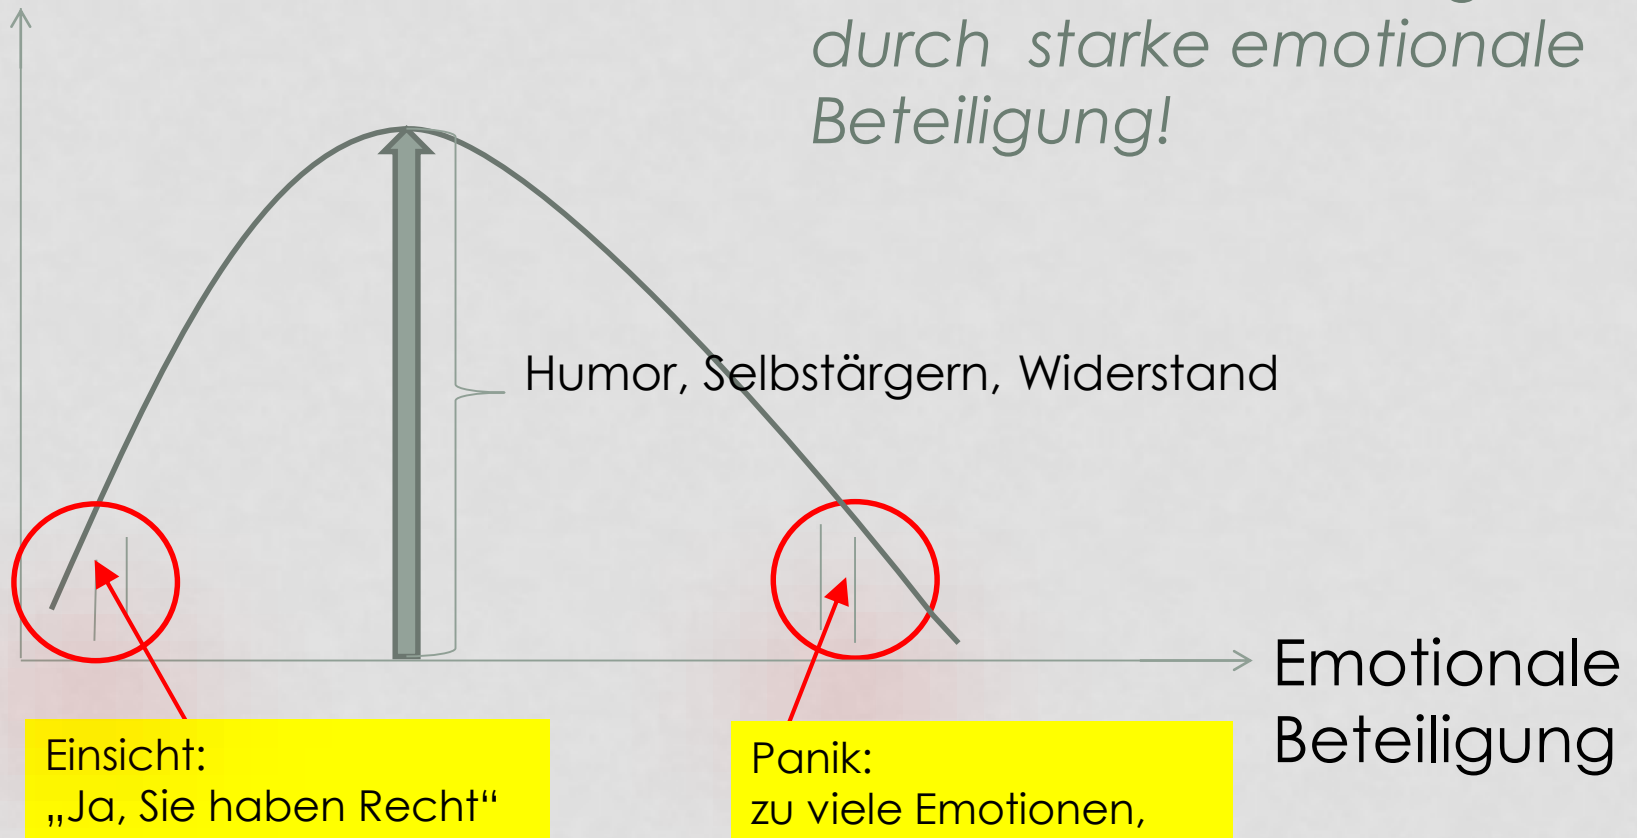 durch starke emotionale
Beteiligung!
Humor, Selbstärgern, Widerstand
Emotionale
Beteiligung
Einsicht:
„Ja, Sie haben Recht“
Panik:
zu viele Emotionen,